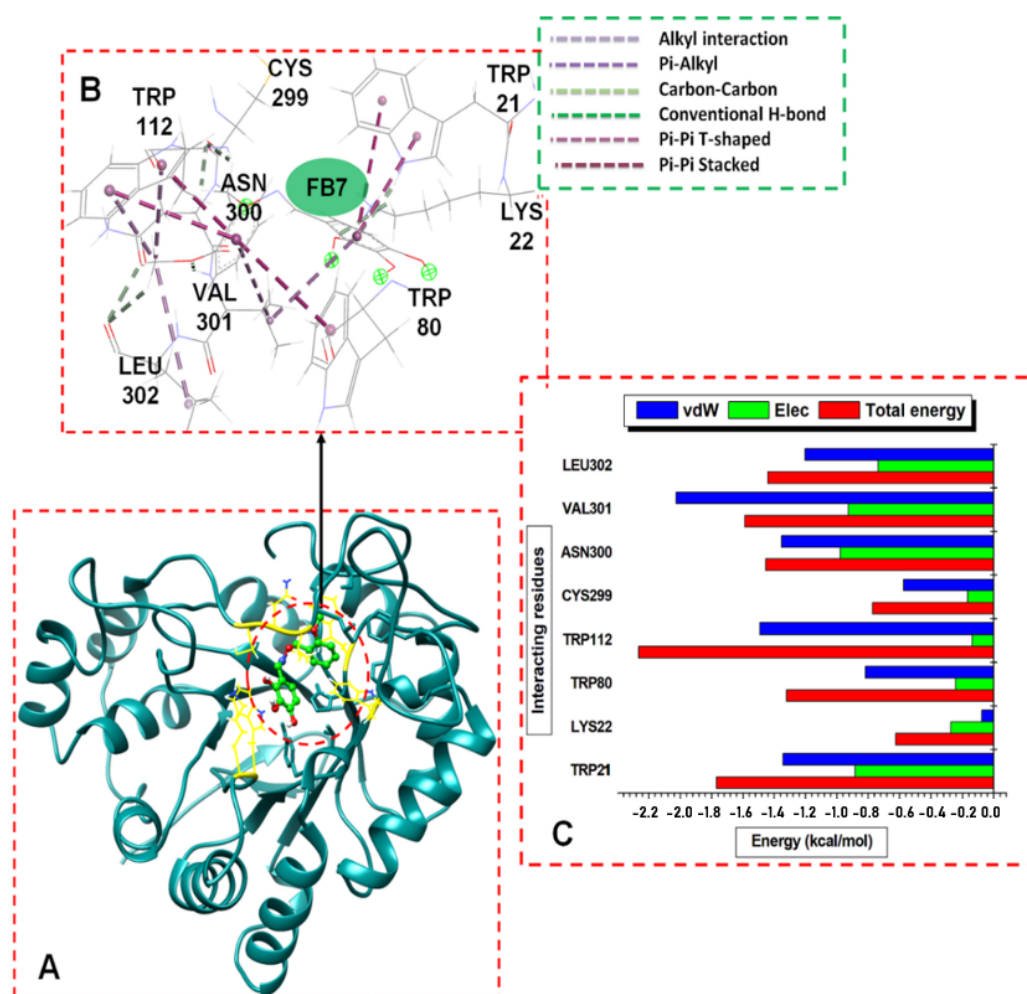 B
CYS
299
TRP
112
TRP
21
ASN
300
FB7
LYS
22
VAL
301
TRP
80
LEU
302
Alkyl interaction
Pi-Alkyl
Carbon-Carbon
Conventional H-bond
Pi-Pi T-shaped
Pi-Pi Stacked
A
vdW Elec Total energy
LEU302
VAL301
ASN300
CYS299
TRP112
TRP80
LYS22
TRP21
Interacting residues
-2.2 -2.0 -1.8 -1.6 -1.4 -1.2 -1.0 -0.8 -0.6 -0.4 -0.2 0.0
Energy (kcal/mol)
C